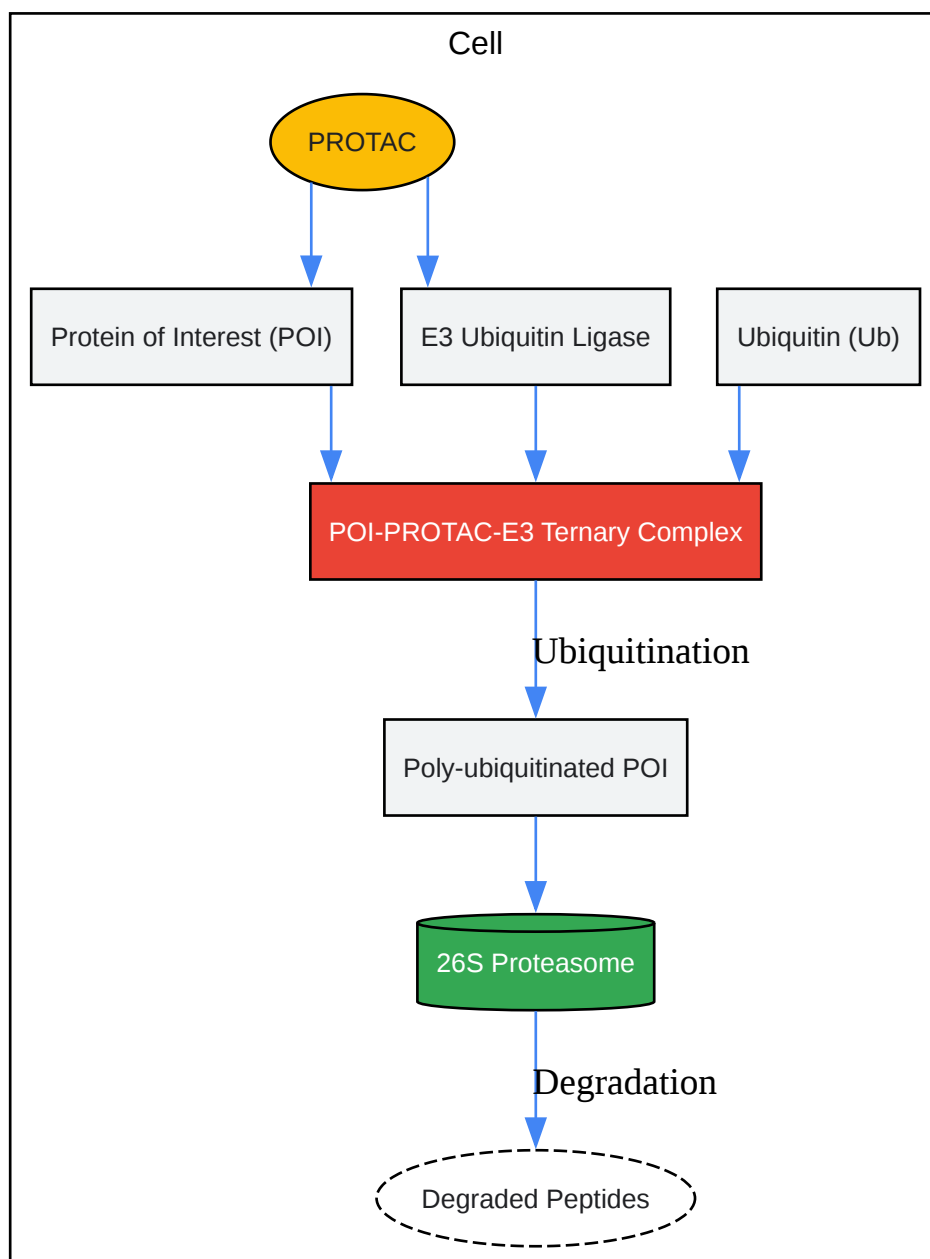 Cell
PROTAC
Protein of Interest (POI)
E3 Ubiquitin Ligase
Ubiquitin (Ub)
POI-PROTAC-E3 Ternary Complex
Ubiquitination
Poly-ubiquitinated POI
26S Proteasome
Degradation
Degraded Peptides